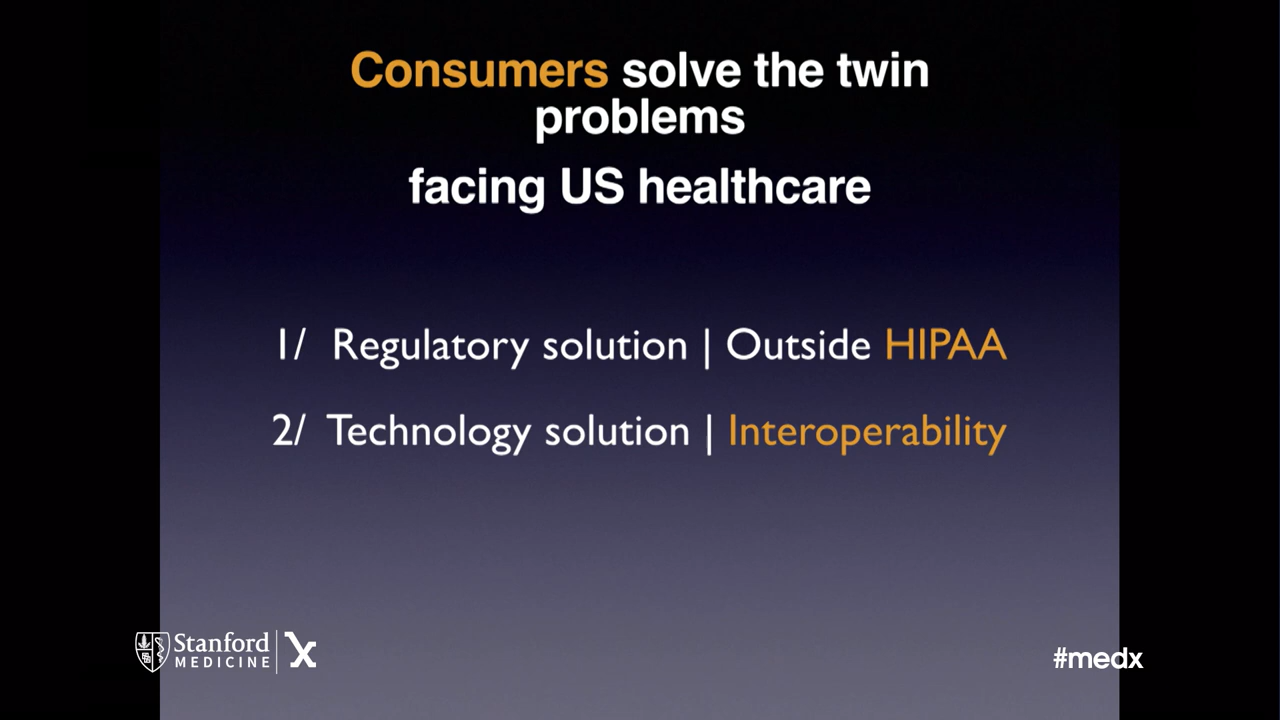 Consumers solve the twin
problems
facing US healthcare
1/ Regulatory solution | Outside HIPAA
2/ Technology solution | Interoperability
Stanford
MEDICINE
X
#medx